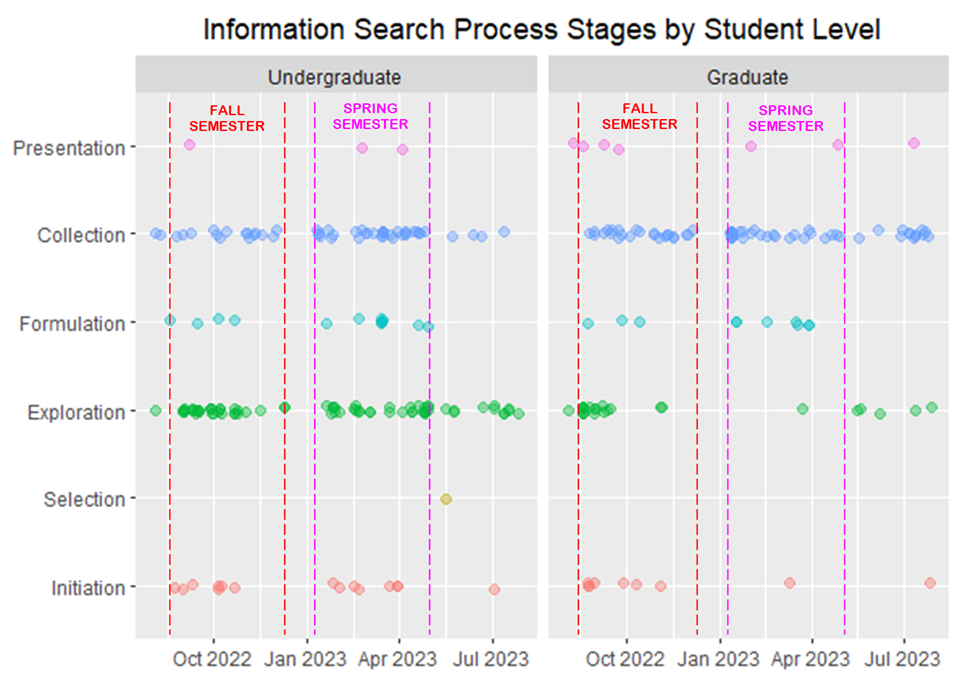 Information Search Process Stages by Student Level
Undergraduate
Graduate
FALL
SEMESTER
SPRING
SEMESTER
FALL
SEMESTER
SPRING
SEMESTER
Presentation
Collection
Formulation
Exploration
Selection
Initiation
Oct 2022 Jan 2023 Apr 2023 Jul 2023
Oct 2022 Jan 2023 Apr 2023 Jul 2023